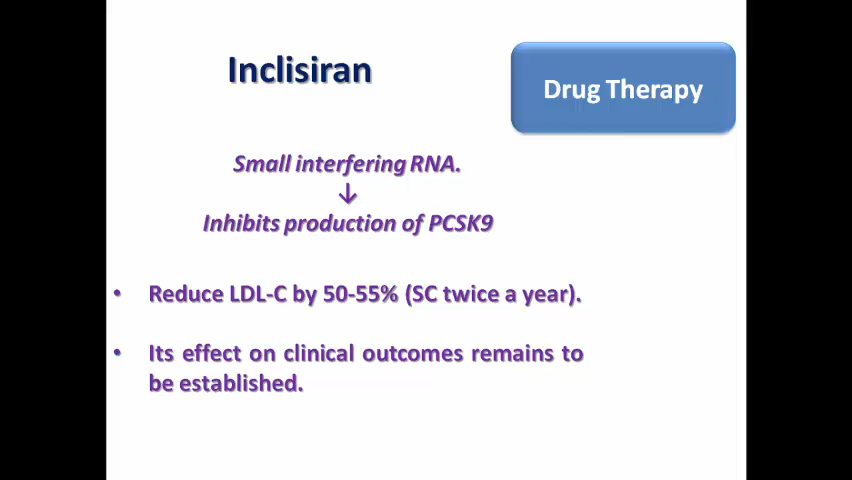 Inclisiran
Drug Therapy
Small interfering RNA.
↓
Inhibits production of PCSK9
• Reduce LDL-C by 50-55% (SC twice a year).
• Its effect on clinical outcomes remains to
be established.